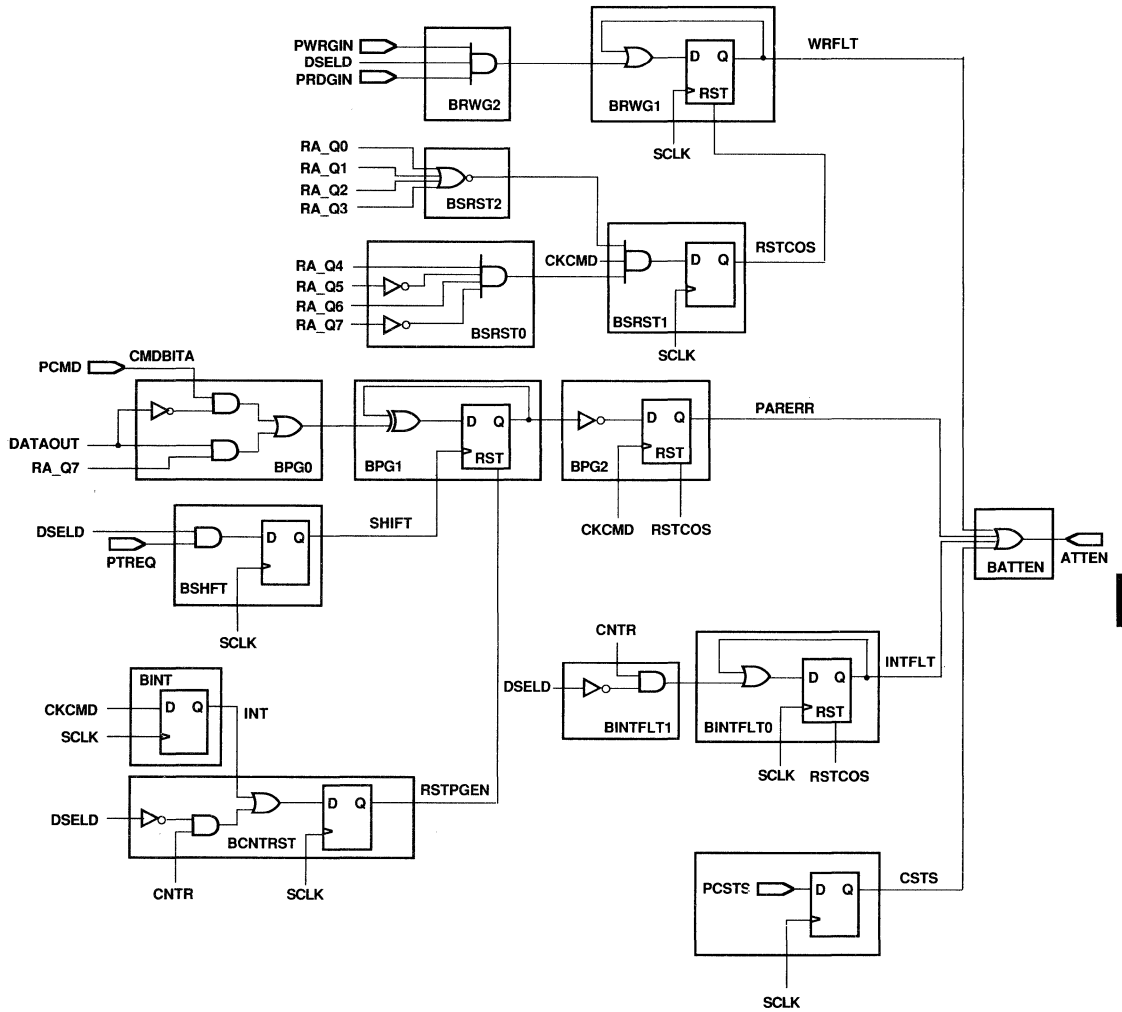 PWRGIN
DSELD
PRDGIN
BRWG2
D Q
RST
BRWG1
WRFLT
SCLK
RA_Q0
RA_Q1
RA_Q2
RA_Q3
BSRST2
RA_Q4
RA_Q5
RA_Q6
RA_Q7
BSRST0
CKCMD
D Q
BSRST1
RSTCOS
SCLK
PCMD
CMDBITA
DATAOUT
RA_Q7
BPG0
D Q
RST
BPG1
D Q
RST
BPG2
PARERR
CKCMD
RSTCOS
DSELD
PTREQ
D Q
BSHFT
SHIFT
SCLK
BATTEN
ATTEN
CNTR
DSELD
BINTFLT1
D Q
RST
BINTFLT0
INTFLT
SCLK
RSTCOS
BINT
CKCMD
D Q
SCLK
INT
DSELD
D Q
BCNTRST
RSTPGEN
CNTR
SCLK
PCSTS
D Q
CSTS
SCLK